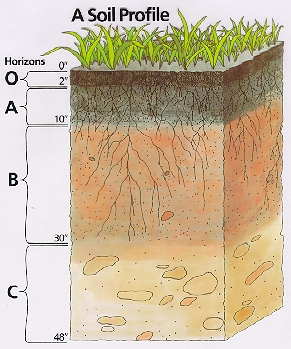 A Soil Profile
Horizons
0"
O
2"
A
10"
B
30"
C
48"